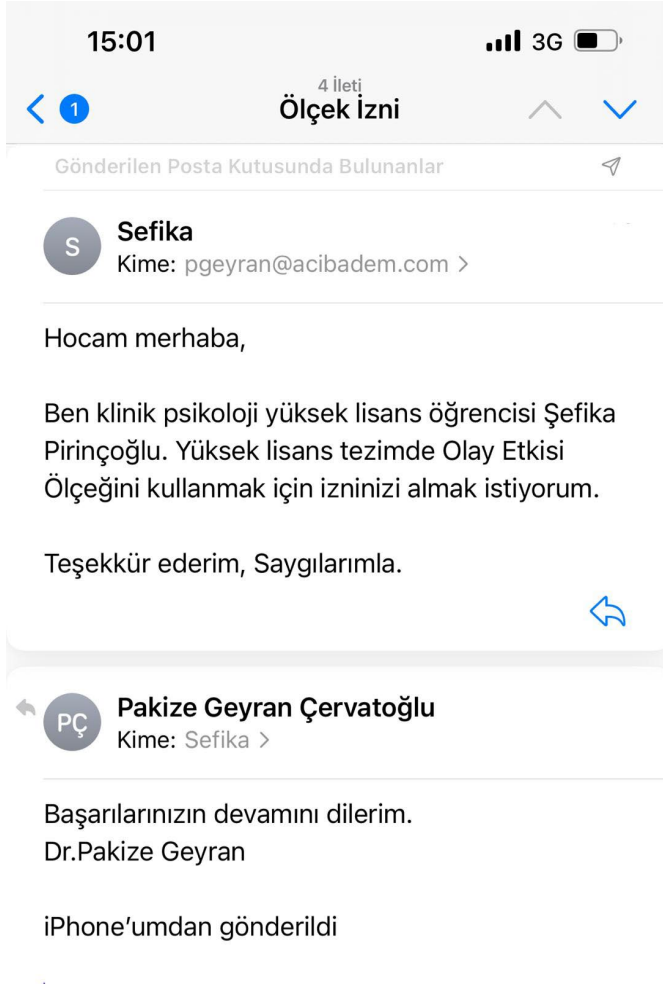 15:01
3G
4 İleti
1
Ölçek İzni
Gönderilen Posta Kutusunda Bulunanlar
S
Sefika
Kime: pgeyran@acibadem.com
Hocam merhaba,
Ben klinik psikoloji yüksek lisans öğrencisi Şefika
Pirinçoğlu. Yüksek lisans tezimde Olay Etkisi
Ölçeğini kullanmak için izninizi almak istiyorum.
Teşekkür ederim, Saygılarımla.
PÇ
Pakize Geyran Çervatoğlu
Kime: Sefika
Başarılarınızın devamını dilerim.
Dr.Pakize Geyran
iPhone’umdan gönderildi